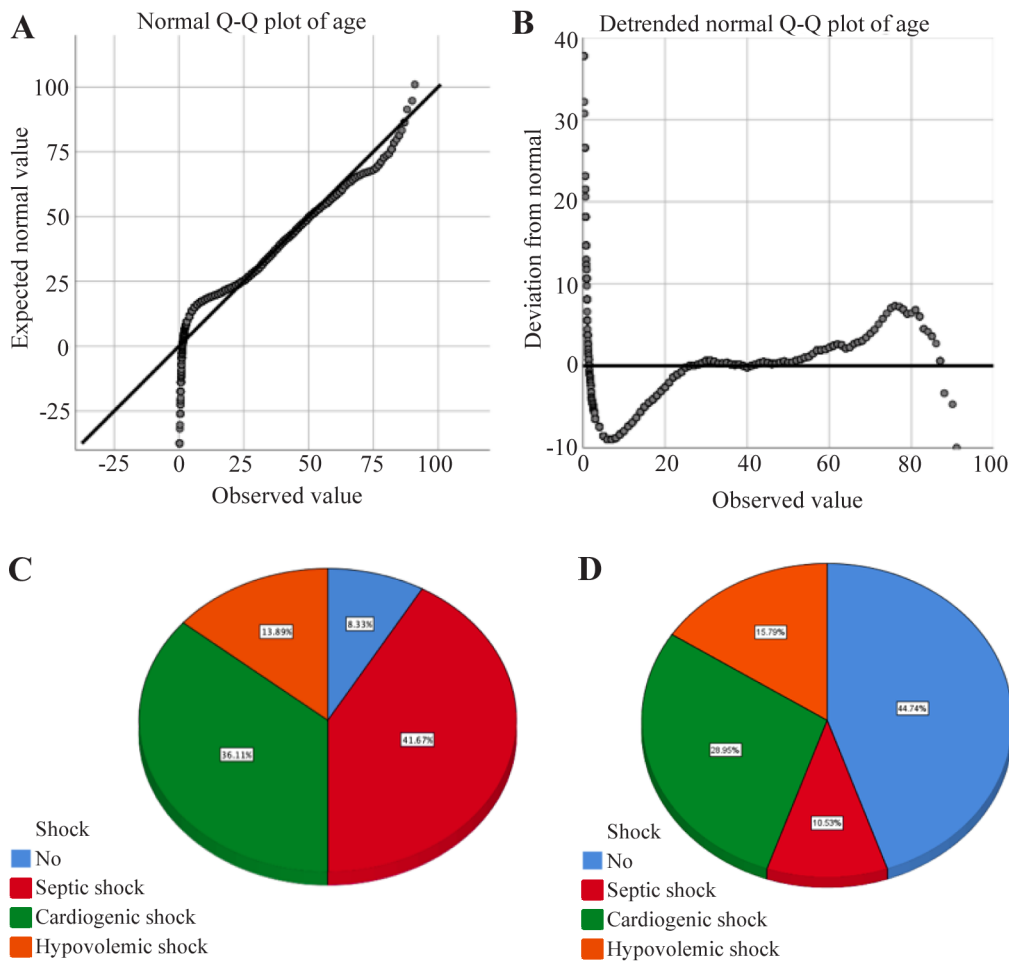 A
Normal Q-Q plot of age
Expected normal value
100
75
50
25
0
-25
-25 0 25 50 75 100
Observed value
B
Detrended normal Q-Q plot of age
Deviation from normal
40
30
20
10
0
-10
0 20 40 60 80 100
Observed value
C
13.89%
8.33%
36.11%
41.67%
Shock
No
Septic shock
Cardiogenic shock
Hypovolemic shock
D
15.79%
44.74%
28.95%
10.53%
Shock
No
Septic shock
Cardiogenic shock
Hypovolemic shock